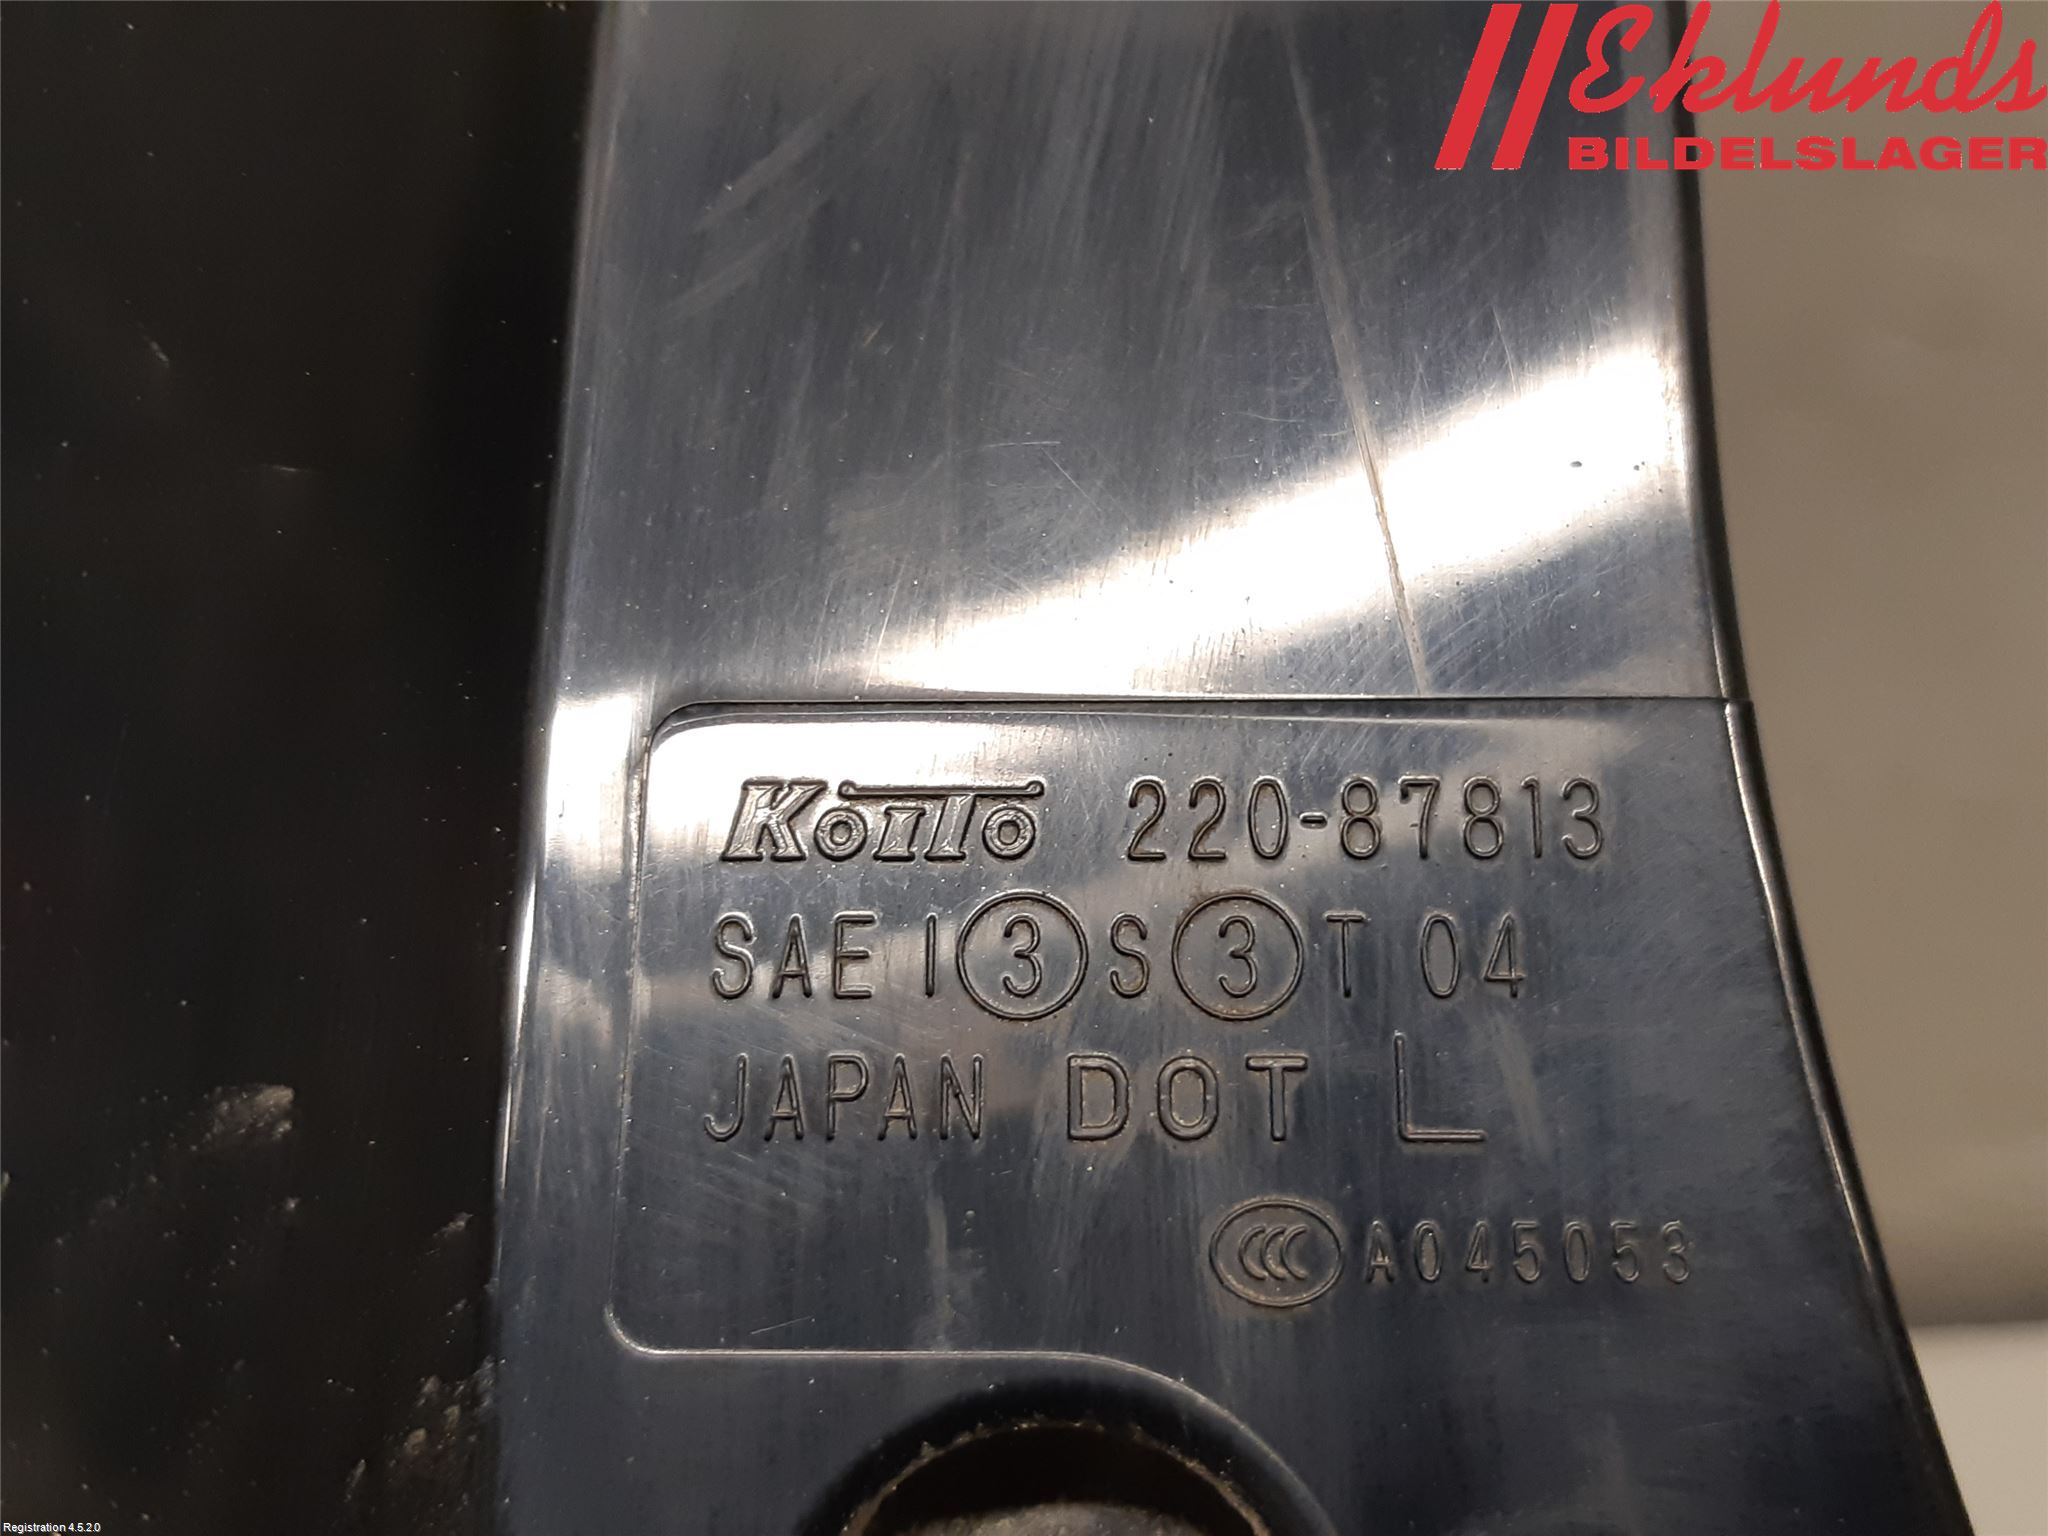 Eklunds
BILDELSLAGER
KOITO 220-87813
SAE I 3 S 3 T 04
JAPAN DOT L
CCC A045053
Registration 4.5.2.0